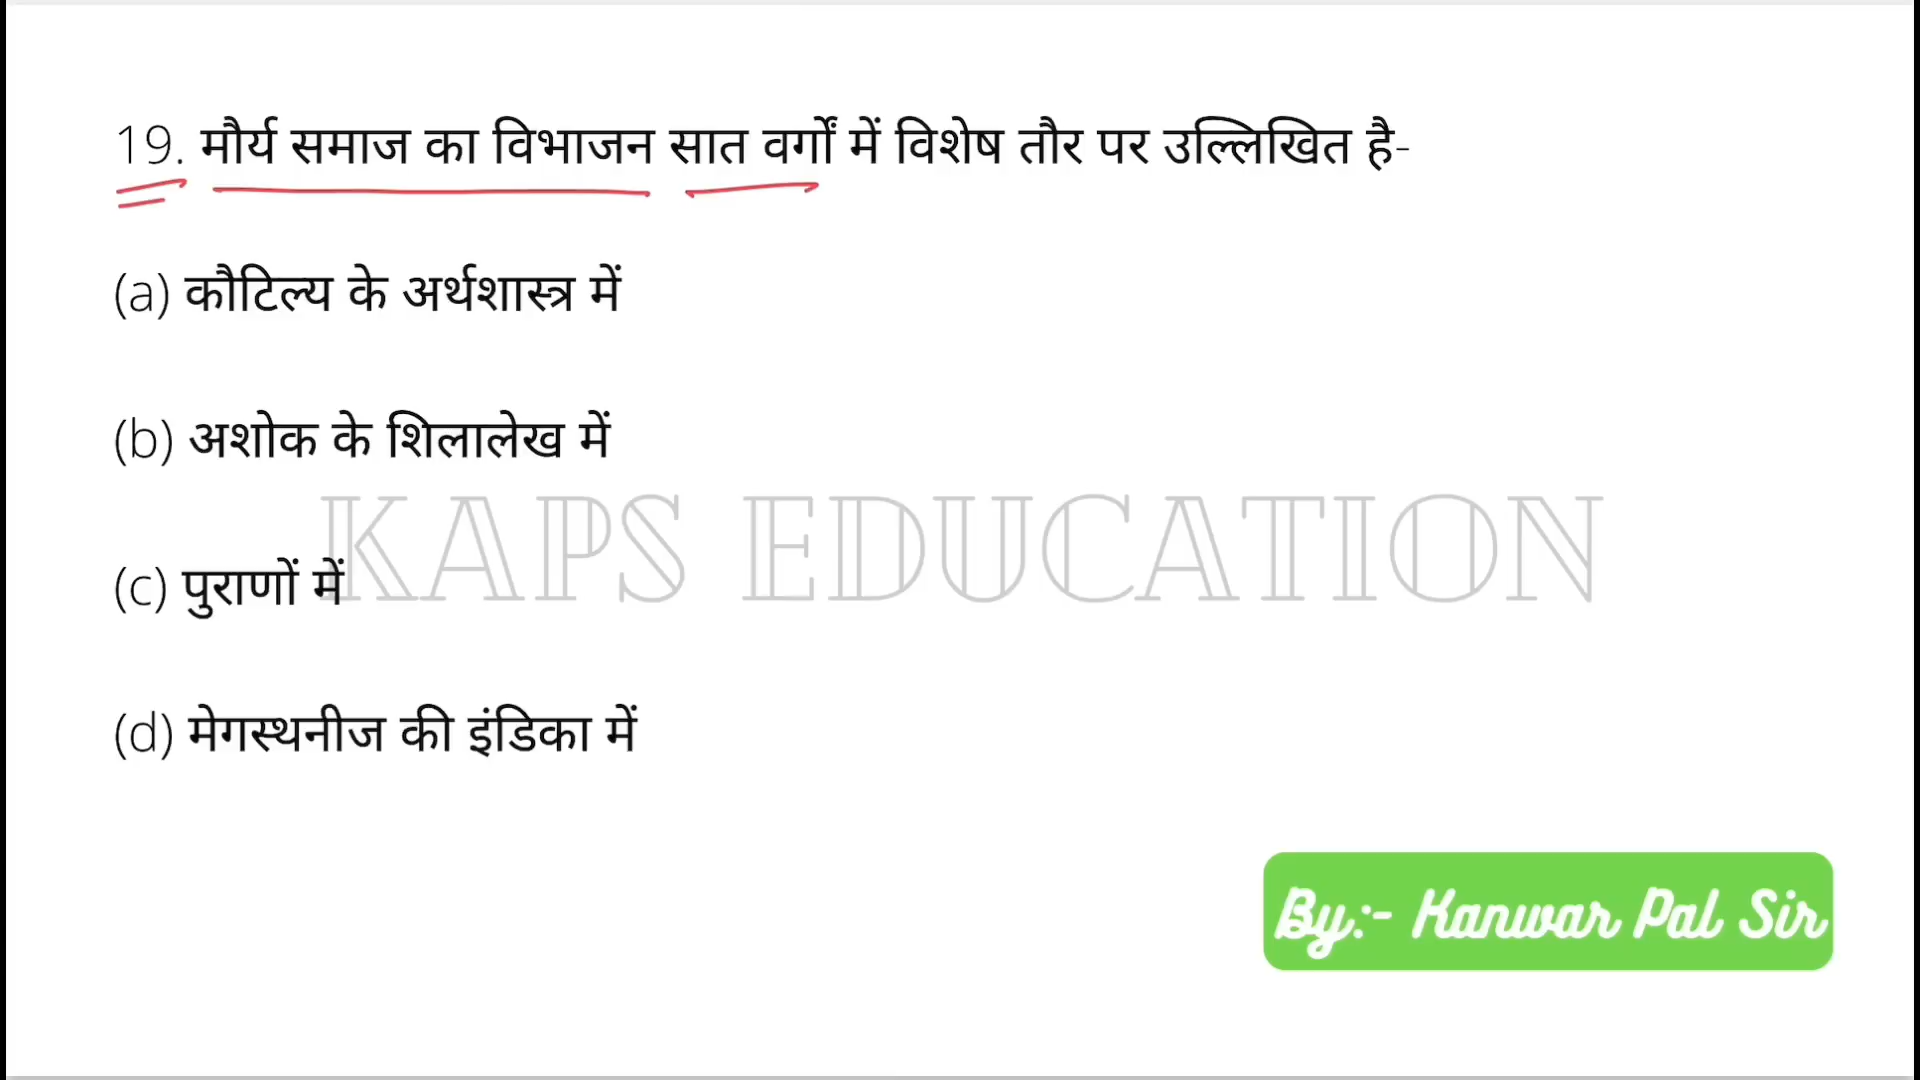 19. मौर्य समाज का विभाजन सात वर्गों में विशेष तौर पर उल्लिखित है-
(a) कौटिल्य के अर्थशास्त्र में
(b) अशोक के शिलालेख में
KAPS EDUCATION
(c) पुराणों में
(d) मेगस्थनीज की इंडिका में
By:- Kanwar Pal Sir